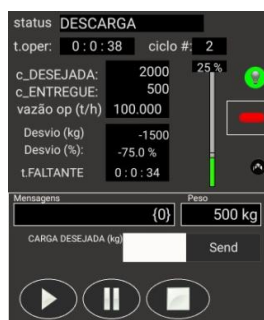 status DESCARGA
t.oper: 0 : 0 : 38 ciclo #: 2
c_DESEJADA: 2000 25 %
c_ENTREGUE: 500
vazão op (t/h) 100.000
Desvio (kg) -1500
Desvio (%): -75.0 %
t.FALTANTE 0 : 0 : 34
Mensagens Peso
{0} 500 kg
CARGA DESEJADA (kg) Send